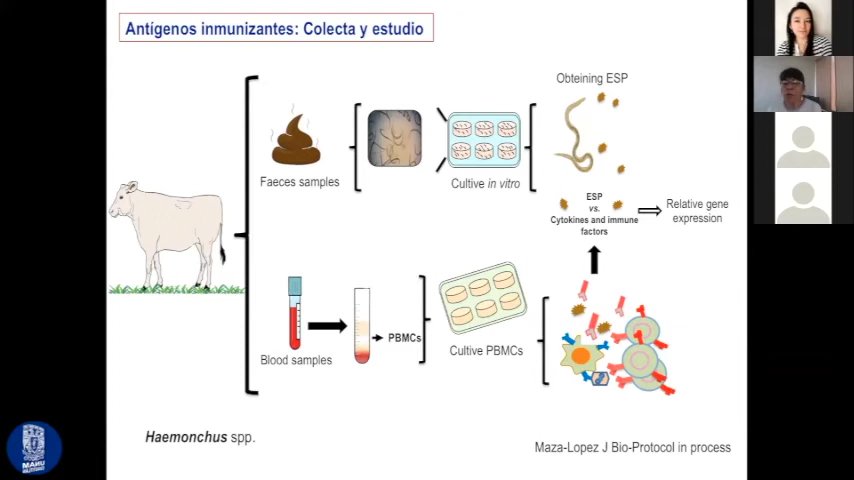 Antígenos inmunizantes: Colecta y estudio
Obtening ESP
Faeces samples
Cultive in vitro
ESP
vs.
Cytokines and immune
factors
Relative gene
expression
Blood samples
PBMCs
Cultive PBMCs
Haemonchus spp.
Maza-Lopez J Bio-Protocol in process